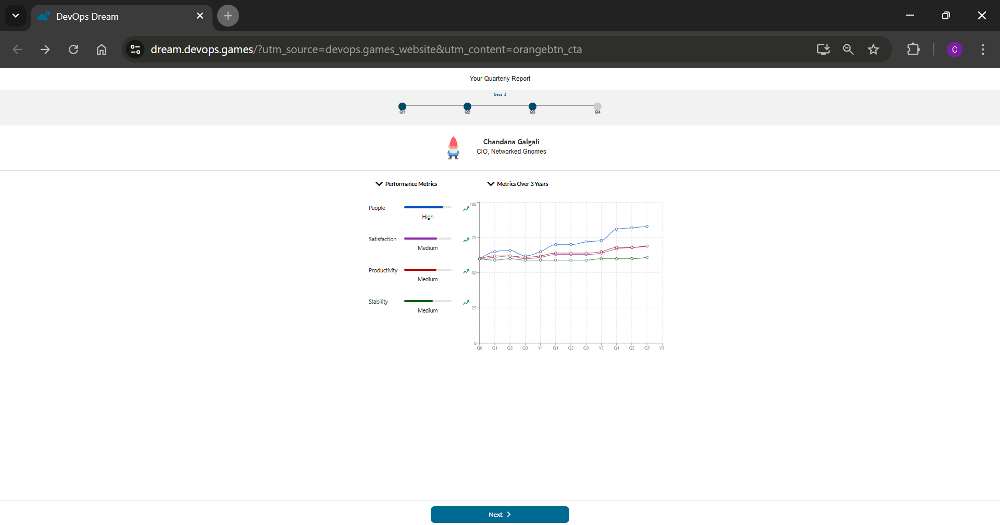 DevOps Dream
dream.devops.games/?utm_source=devops.games_website&utm_content=orangebtn_cta
C
Your Quarterly Report
Year 3
Q1 Q2 Q3 Q4
Chandana Galgali
CIO, Networked Gnomes
Performance Metrics
Metrics Over 3 Years
People
High
Satisfaction
Medium
Productivity
Medium
Stability
Medium
100
75
50
25
0
Q0 Q1 Q2 Q3 Y1 Q1 Q2 Q3 Y2 Q1 Q2 Q3 Y3
Next